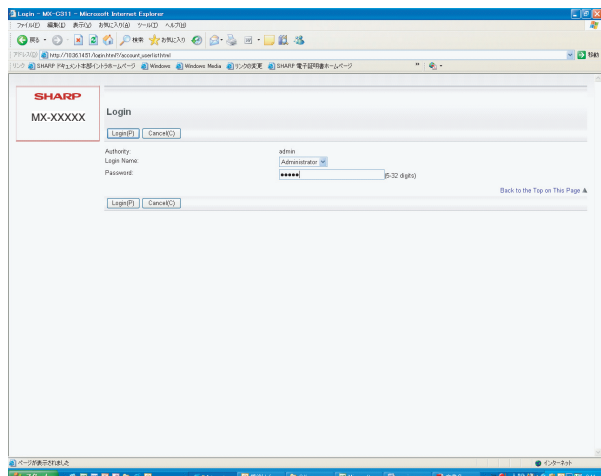 Login - MX-C311 - Microsoft Internet Explorer
ファイル(F) 編集(E) 表示(V) お気に入り(A) ツール(T) ヘルプ(H)
戻る 検索 お気に入り
アドレス(D) 移動
リンク SHARP ドキュメント本部イントラホームページ Windows Windows Media リンクの変更 SHARP 電子証明書ホームページ
SHARP
MX-XXXXX
Login
Login(P) Cancel(C)
Authority: admin
Login Name: Administrator
Password: ●●●●● (5-32 digits)
Back to the Top on This Page ▲
Login(P) Cancel(C)
ページが表示されました インターネット
スタート